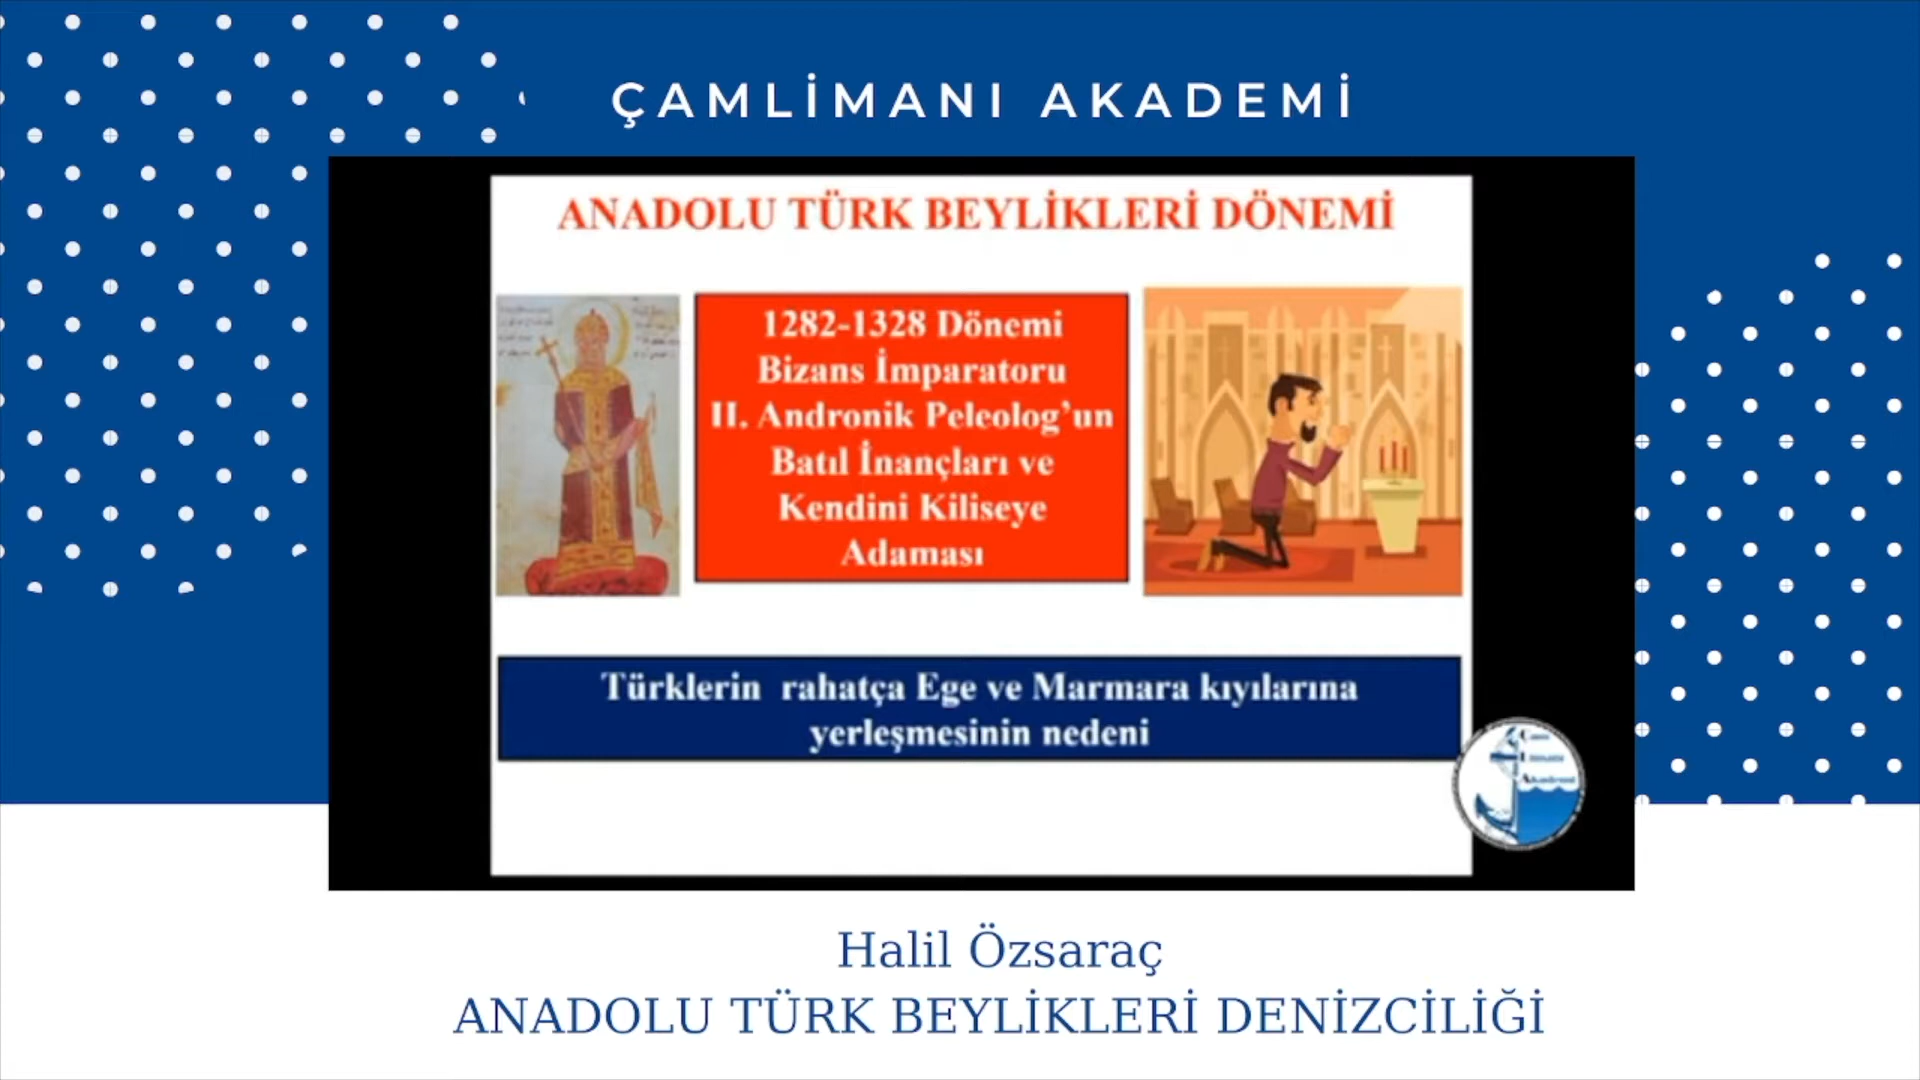 ÇAMLİMANI AKADEMİ
ANADOLU TÜRK BEYLİKLERİ DÖNEMİ
1282-1328 Dönemi
Bizans İmparatoru
II. Andronik Peleolog’un
Batıl İnançları ve
Kendini Kiliseye
Adaması
Türklerin rahatça Ege ve Marmara kıyılarına
yerleşmesinin nedeni
Halil Özsaraç
ANADOLU TÜRK BEYLİKLERİ DENİZCİLİĞİ